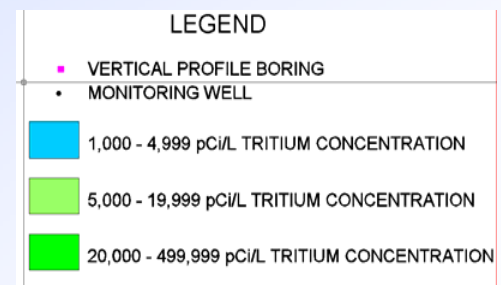 LEGEND
VERTICAL PROFILE BORING
MONITORING WELL
1,000 - 4,999 pCi/L TRITIUM CONCENTRATION
5,000 - 19,999 pCi/L TRITIUM CONCENTRATION
20,000 - 499,999 pCi/L TRITIUM CONCENTRATION